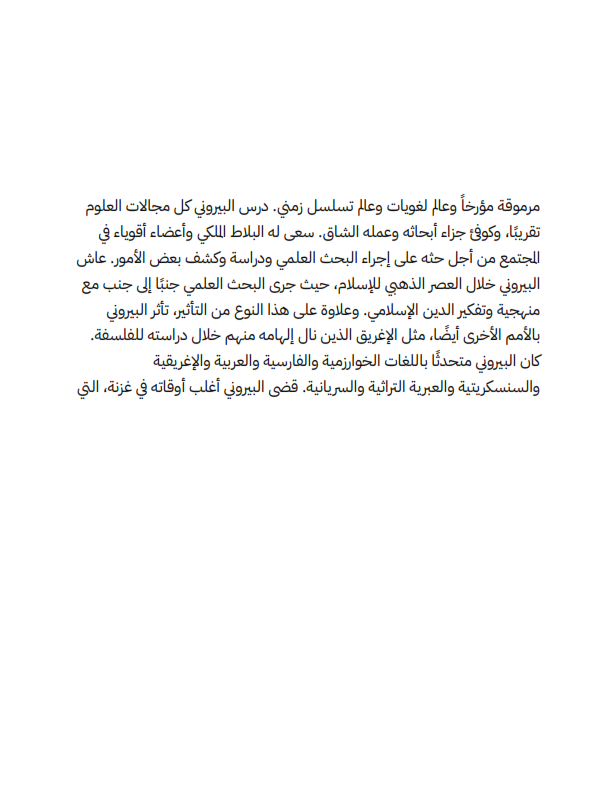 مرموقة مؤرخاً وعالم لغويات وعالم تسلسل زمني. درس البيروني كل مجالات العلوم
تقريبًا، وكوفئ جزاء أبحاثه وعمله الشاق. سعى له البلاط الملكي وأعضاء أقوياء في
المجتمع من أجل حثه على إجراء البحث العلمي ودراسة وكشف بعض الأمور. عاش
البيروني خلال العصر الذهبي للإسلام، حيث جرى البحث العلمي جنبًا إلى جنب مع
منهجية وتفكير الدين الإسلامي. وعلاوة على هذا النوع من التأثير، تأثر البيروني
بالأمم الأخرى أيضًا، مثل الإغريق الذين نال إلهامه منهم خلال دراسته للفلسفة.
كان البيروني متحدثًا باللغات الخوارزمية والفارسية والعربية والإغريقية
والسنسكريتية والعبرية التراثية والسريانية. قضى البيروني أغلب أوقاته في غزنة، التي